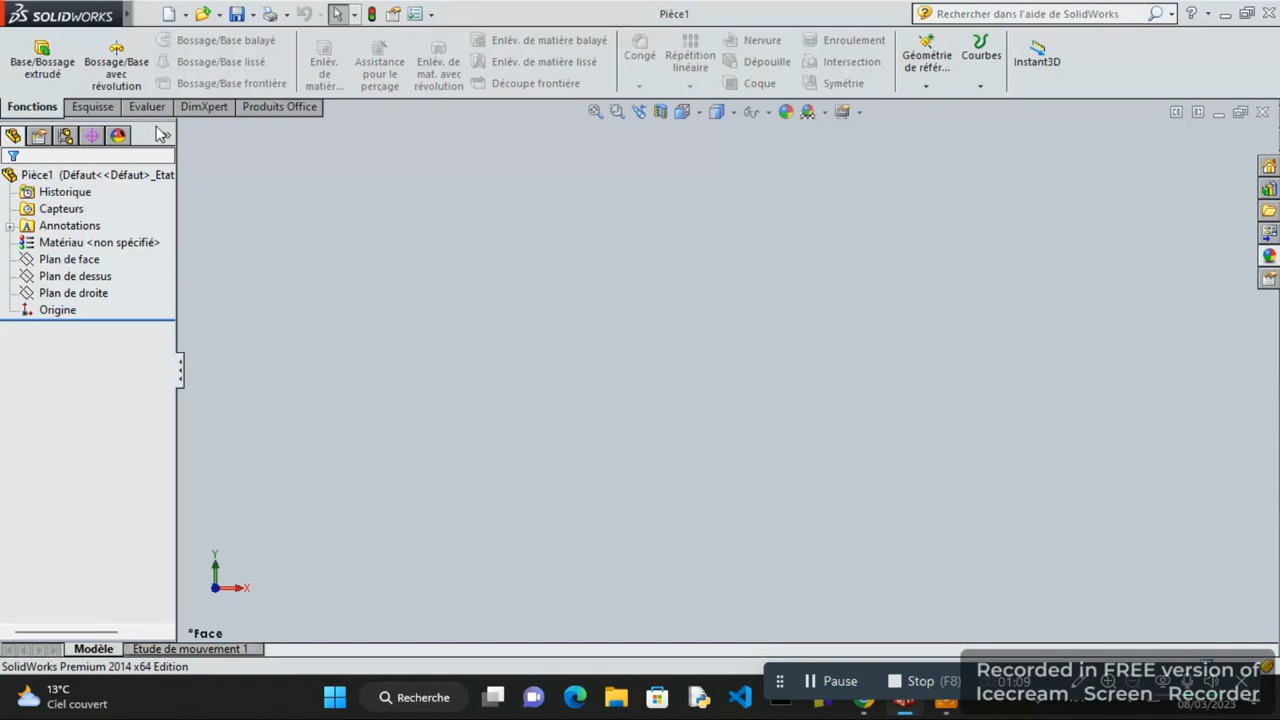 SOLIDWORKS
Pièce1
Rechercher dans l'aide de SolidWorks
Base/Bossage
extrudé
Bossage/Base
avec
révolution
Bossage/Base balayé
Bossage/Base lissé
Bossage/Base frontière
Enlèv.
de
matièr...
Assistance
pour le
perçage
Enlèv. de
mat. avec
révolution
Enlèv. de matière balayé
Enlèv. de matière lissé
Découpe frontière
Congé
Répétition
linéaire
Nervure
Dépouille
Coque
Enroulement
Intersection
Symétrie
Géométrie
de référ...
Courbes
Instant3D
Fonctions
Esquisse
Evaluer
DimXpert
Produits Office
Pièce1 (Défaut<<Défaut>_Etat
Historique
Capteurs
Annotations
Matériau <non spécifié>
Plan de face
Plan de dessus
Plan de droite
Origine
Y
X
*Face
Modèle
Etude de mouvement 1
SolidWorks Premium 2014 x64 Edition
Pause
Stop (F8)
Recorded in FREE version of
Icecream Screen Recorder
13°C
Ciel couvert
Recherche
08/03/2023